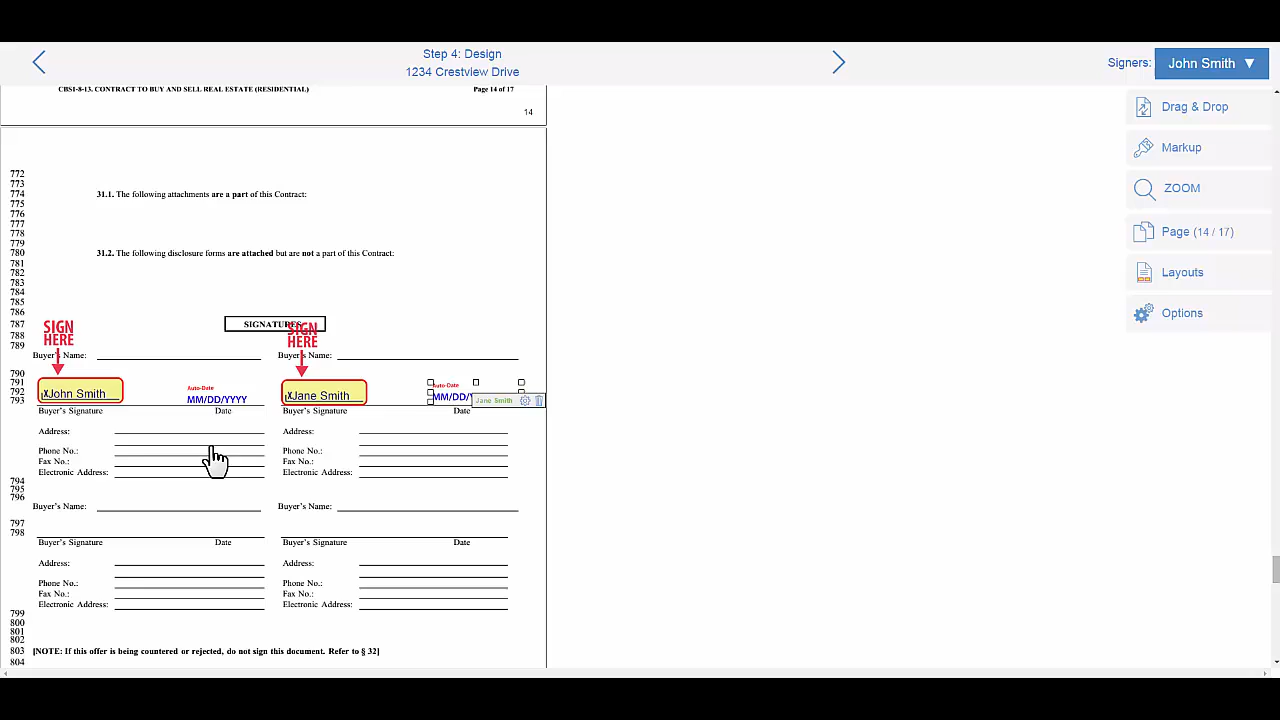 Step 4: Design
1234 Crestview Drive
Signers: John Smith ▼
CBS1-8-13. CONTRACT TO BUY AND SELL REAL ESTATE (RESIDENTIAL) Page 14 of 17
14
Drag & Drop
Markup
ZOOM
Page (14 / 17)
Layouts
Options
772
773
774 31.1. The following attachments are a part of this Contract:
775
776
777
778
779
780 31.2. The following disclosure forms are attached but are not a part of this Contract:
781
782
783
784
785
786
787 SIGNATURES
SIGN HERE SIGN HERE
788
789
Buyer's Name: Buyer's Name:
790
791 Auto-Date Auto-Date
792 XJohn Smith MM/DD/YYYY XJane Smith MM/DD/Y Jane Smith
793
Buyer's Signature Date Buyer's Signature Date
Address: Address:
Phone No.: Phone No.:
Fax No.: Fax No.:
Electronic Address: Electronic Address:
794
795
796
Buyer's Name: Buyer's Name:
797
798
Buyer's Signature Date Buyer's Signature Date
Address: Address:
Phone No.: Phone No.:
Fax No.: Fax No.:
Electronic Address: Electronic Address:
799
800
801
802
803 [NOTE: If this offer is being countered or rejected, do not sign this document. Refer to § 32]
804